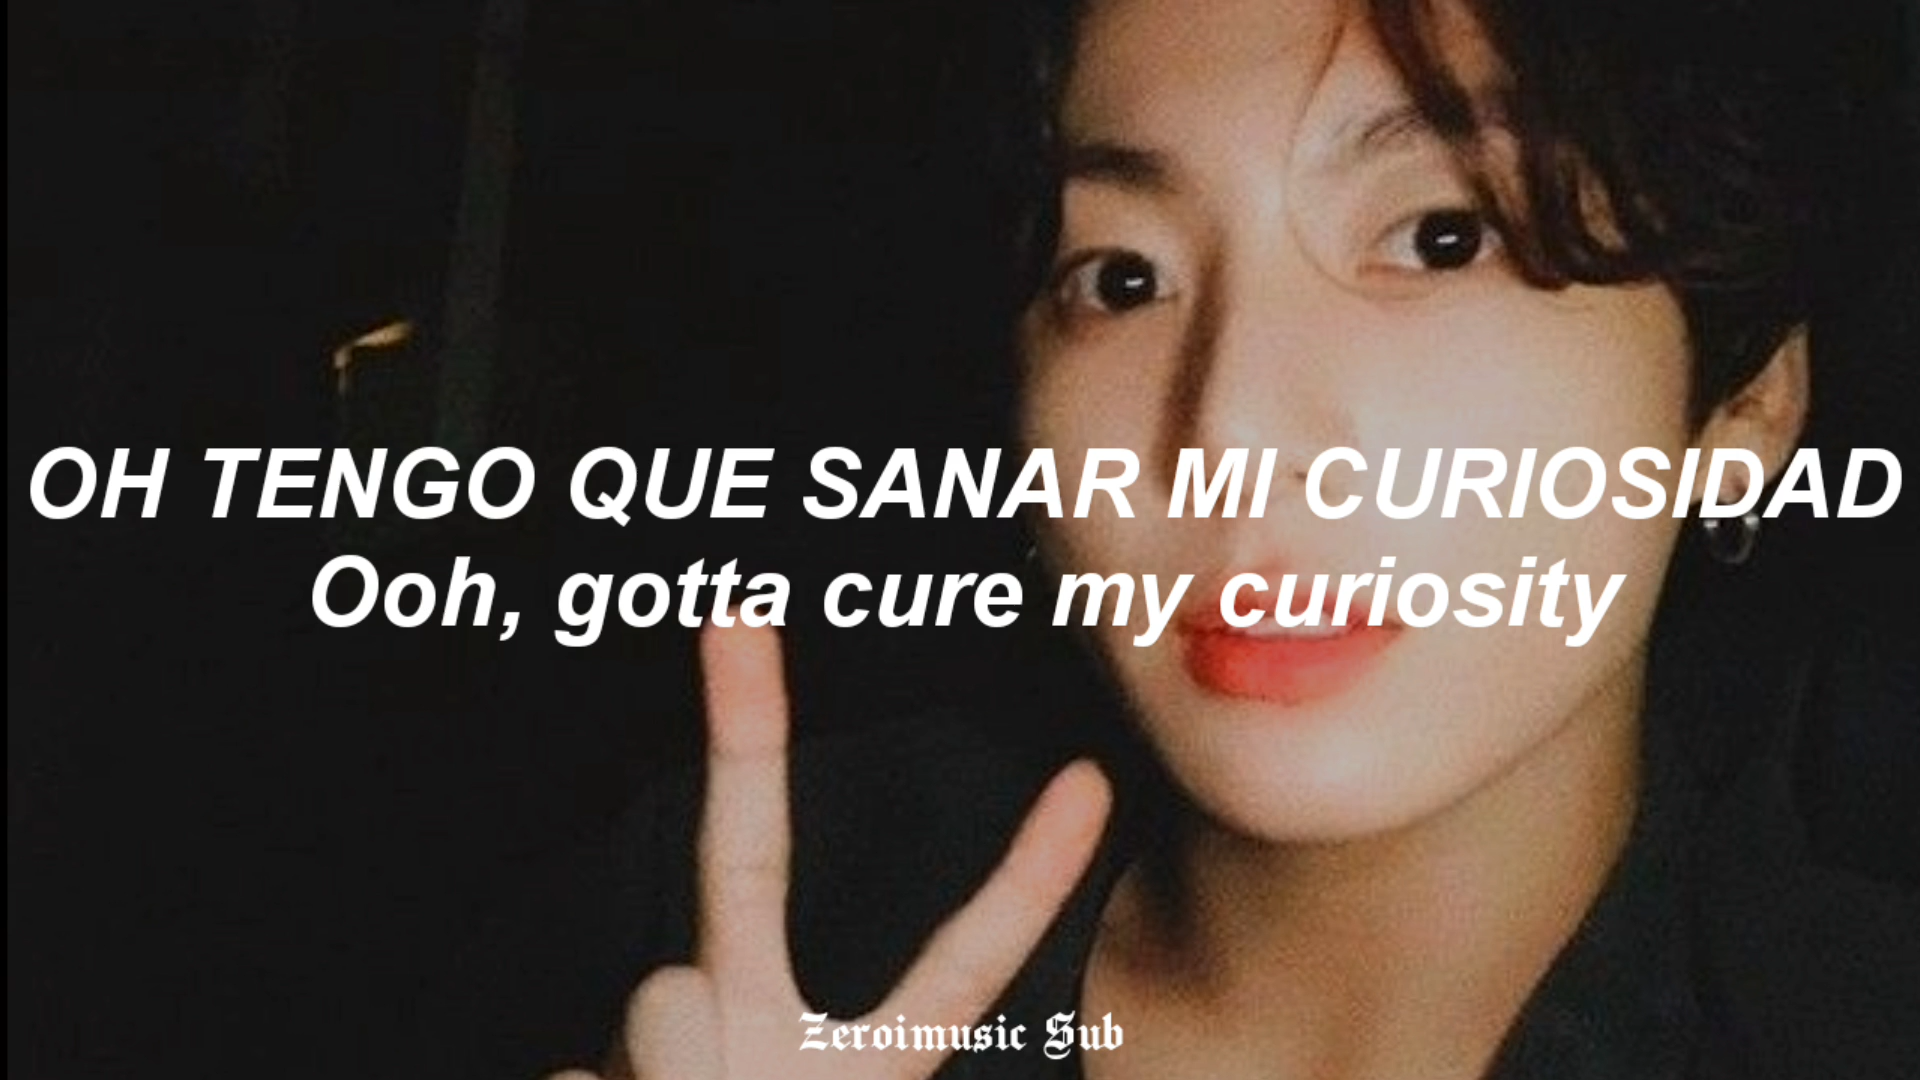 OH TENGO QUE SANAR MI CURIOSIDAD
Ooh, gotta cure my curiosity
Zeroimusic Sub